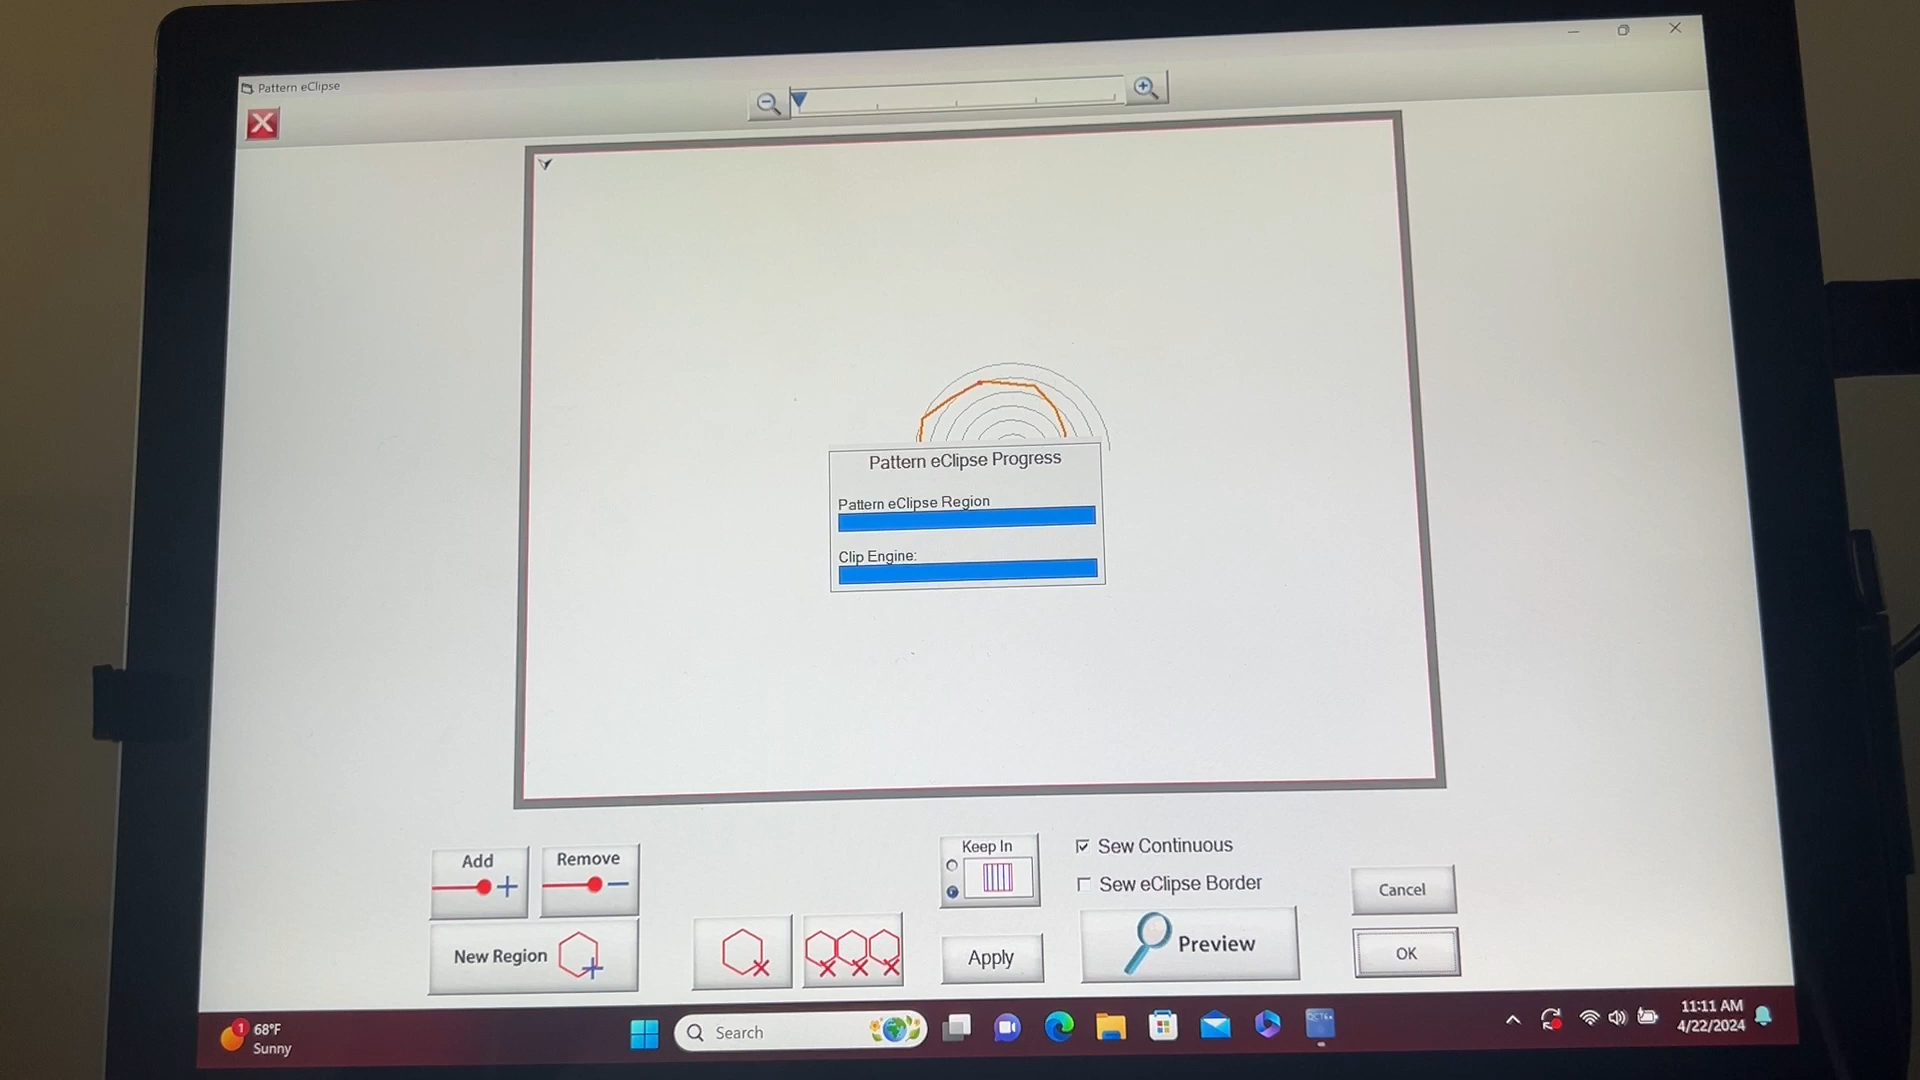 Pattern eClipse
Pattern eClipse Progress
Pattern eClipse Region
Clip Engine:
Add
Remove
New Region
Keep In
Apply
Sew Continuous
Sew eClipse Border
Preview
Cancel
OK
1
68°F
Sunny
Search
11:11 AM
4/22/2024